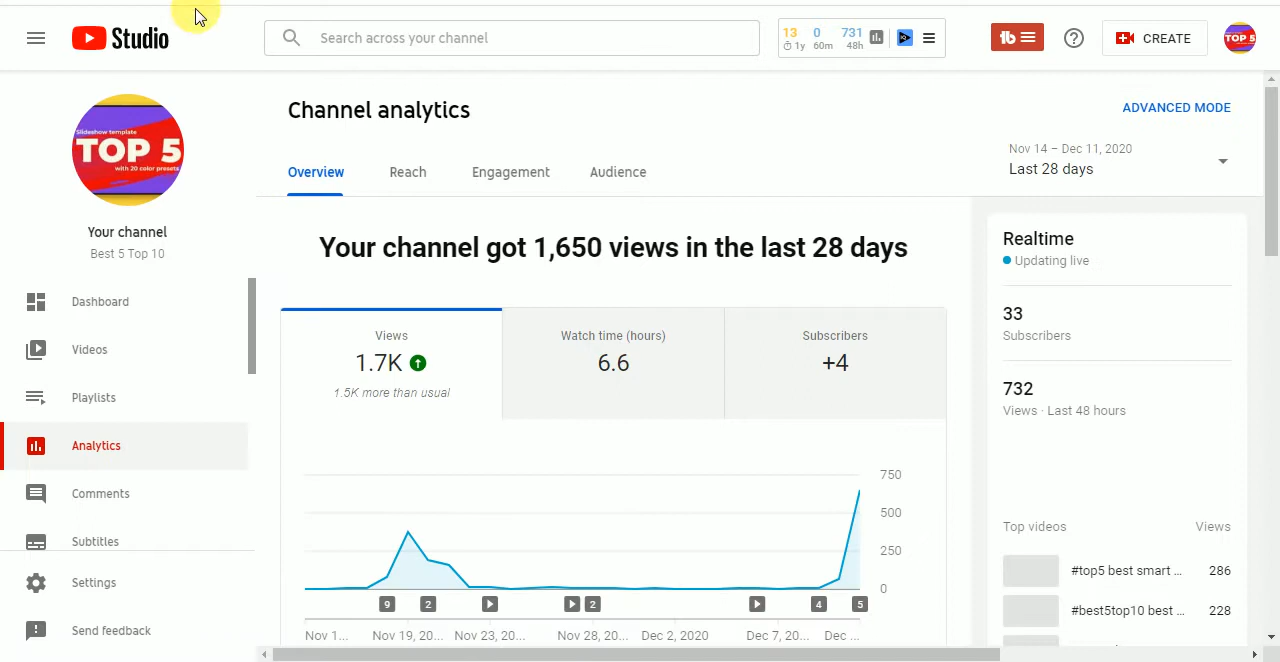 Studio
Search across your channel
13 0 731
1y 60m 48h
CREATE
TOP 5
Slideshow template
TOP 5
with 20 color presets
Your channel
Best 5 Top 10
Dashboard
Videos
Playlists
Analytics
Comments
Subtitles
Settings
Send feedback
Channel analytics
ADVANCED MODE
Overview
Reach
Engagement
Audience
Nov 14 – Dec 11, 2020
Last 28 days
Your channel got 1,650 views in the last 28 days
Views
1.7K
1.5K more than usual
Watch time (hours)
6.6
Subscribers
+4
750
500
250
0
9 2 2 4 5
Nov 1... Nov 19, 20... Nov 23, 20... Nov 28, 20... Dec 2, 2020 Dec 7, 20... Dec ...
Realtime
Updating live
33
Subscribers
732
Views · Last 48 hours
Top videos Views
#top5 best smart ... 286
#best5top10 best ... 228